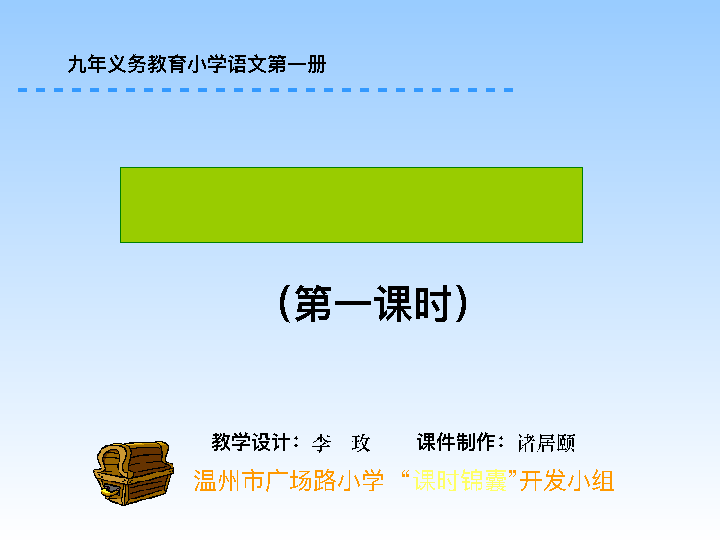 九年义务教育小学语文第一册
（第一课时）
教学设计：李　玫　　课件制作：诸居颐
温州市广场路小学 “课时锦囊”开发小组